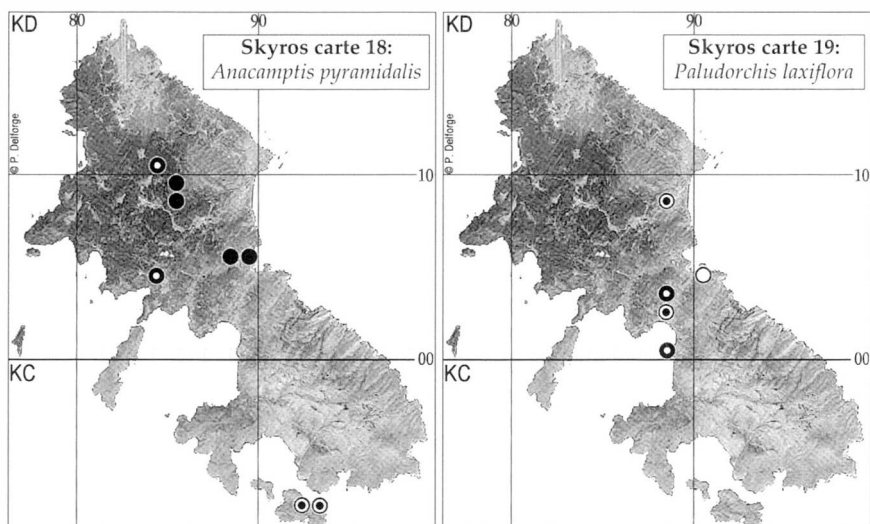 KD
80
90
Skyros carte 18:
Anacamptis pyramidalis
© P. Delforge
10
00
KC
KD
80
90
Skyros carte 19:
Paludorchis laxiflora
© P. Delforge
10
00
KC